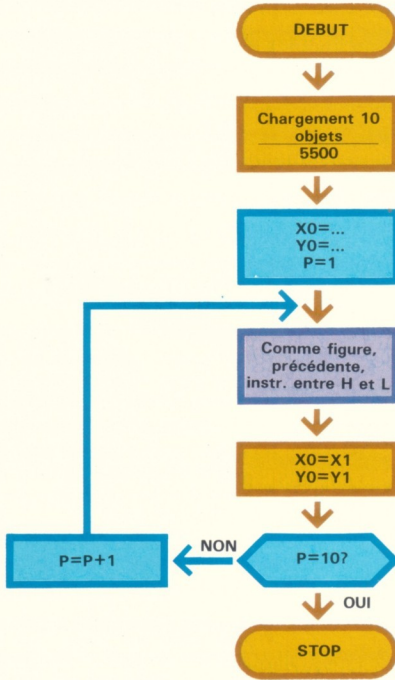 DEBUT
Chargement 10
objets
5500
X0=...
Y0=...
P=1
Comme figure,
précédente,
instr. entre H et L
X0=X1
Y0=Y1
P=10?
NON
P=P+1
OUI
STOP